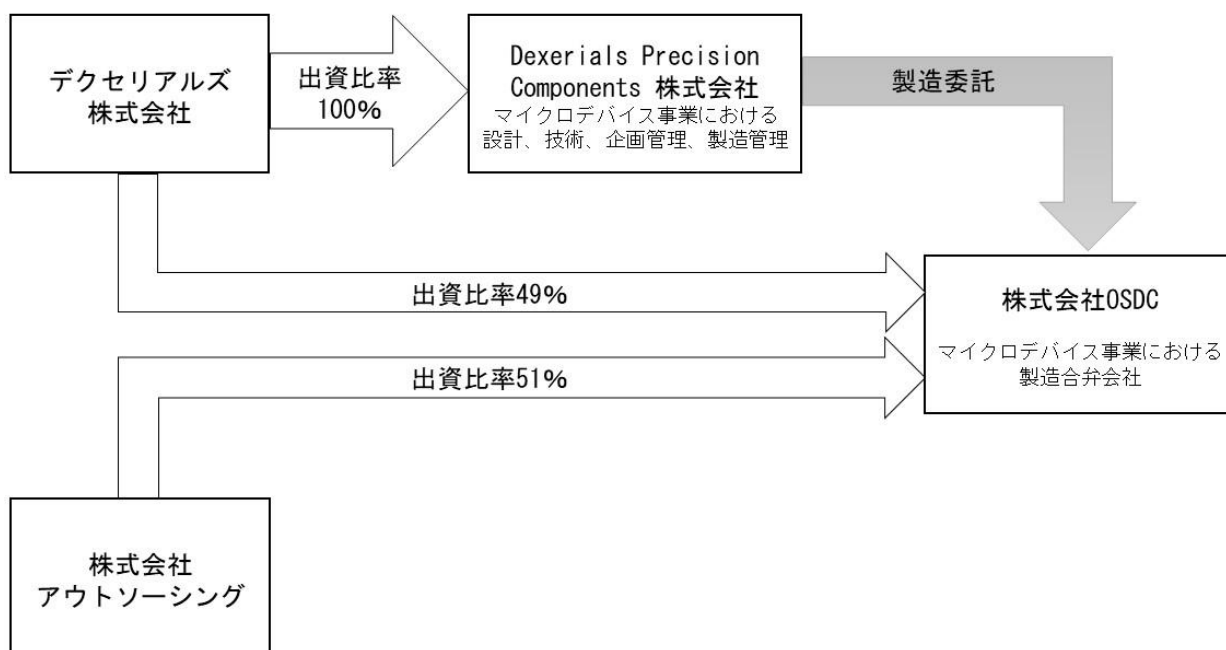 デクセリアルズ
株式会社
出資比率
100%
Dexerials Precision
Components 株式会社
マイクロデバイス事業における
設計、技術、企画管理、製造管理
製造委託
出資比率49%
株式会社OSDC
マイクロデバイス事業における
製造合弁会社
出資比率51%
株式会社
アウトソーシング